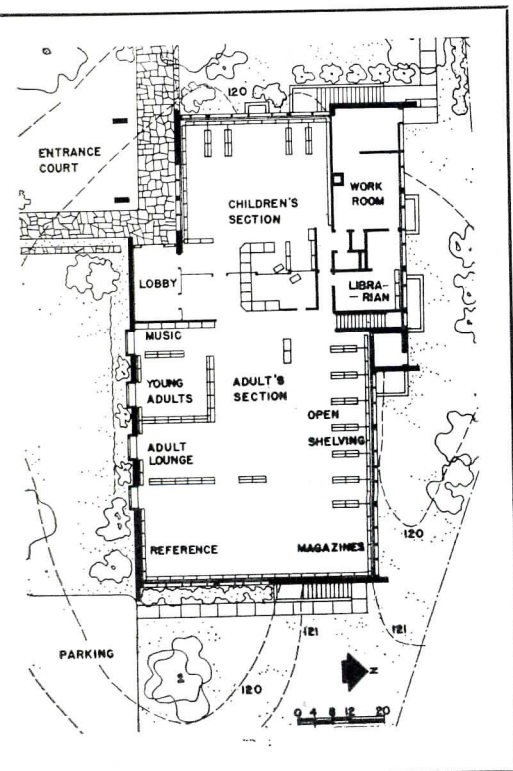 120
ENTRANCE
COURT
CHILDREN'S
SECTION
WORK
ROOM
LOBBY
LIBRA-
-RIAN
MUSIC
YOUNG
ADULTS
ADULT'S
SECTION
OPEN
SHELVING
ADULT
LOUNGE
REFERENCE
MAGAZINES
120
121
121
PARKING
120
N
0 4 8 12 20